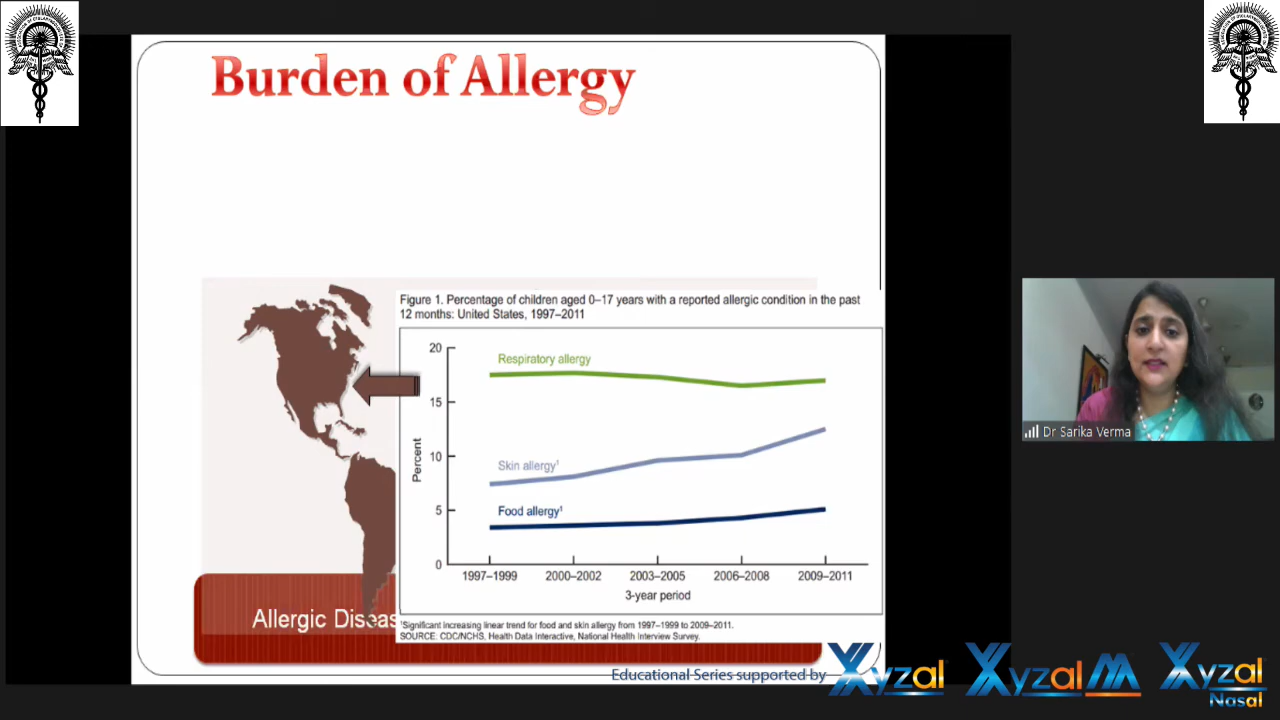 Burden of Allergy
Figure 1. Percentage of children aged 0–17 years with a reported allergic condition in the past
12 months: United States, 1997–2011
20
Respiratory allergy
15
Percent
10
Skin allergy¹
5
Food allergy¹
0
1997–1999 2000–2002 2003–2005 2006–2008 2009–2011
3-year period
¹Significant increasing linear trend for food and skin allergy from 1997–1999 to 2009–2011.
SOURCE: CDC/NCHS, Health Data Interactive, National Health Interview Survey.
Allergic Diseas
Dr Sarika Verma
Educational Series supported by Xyzal Xyzal M Xyzal
Nasal